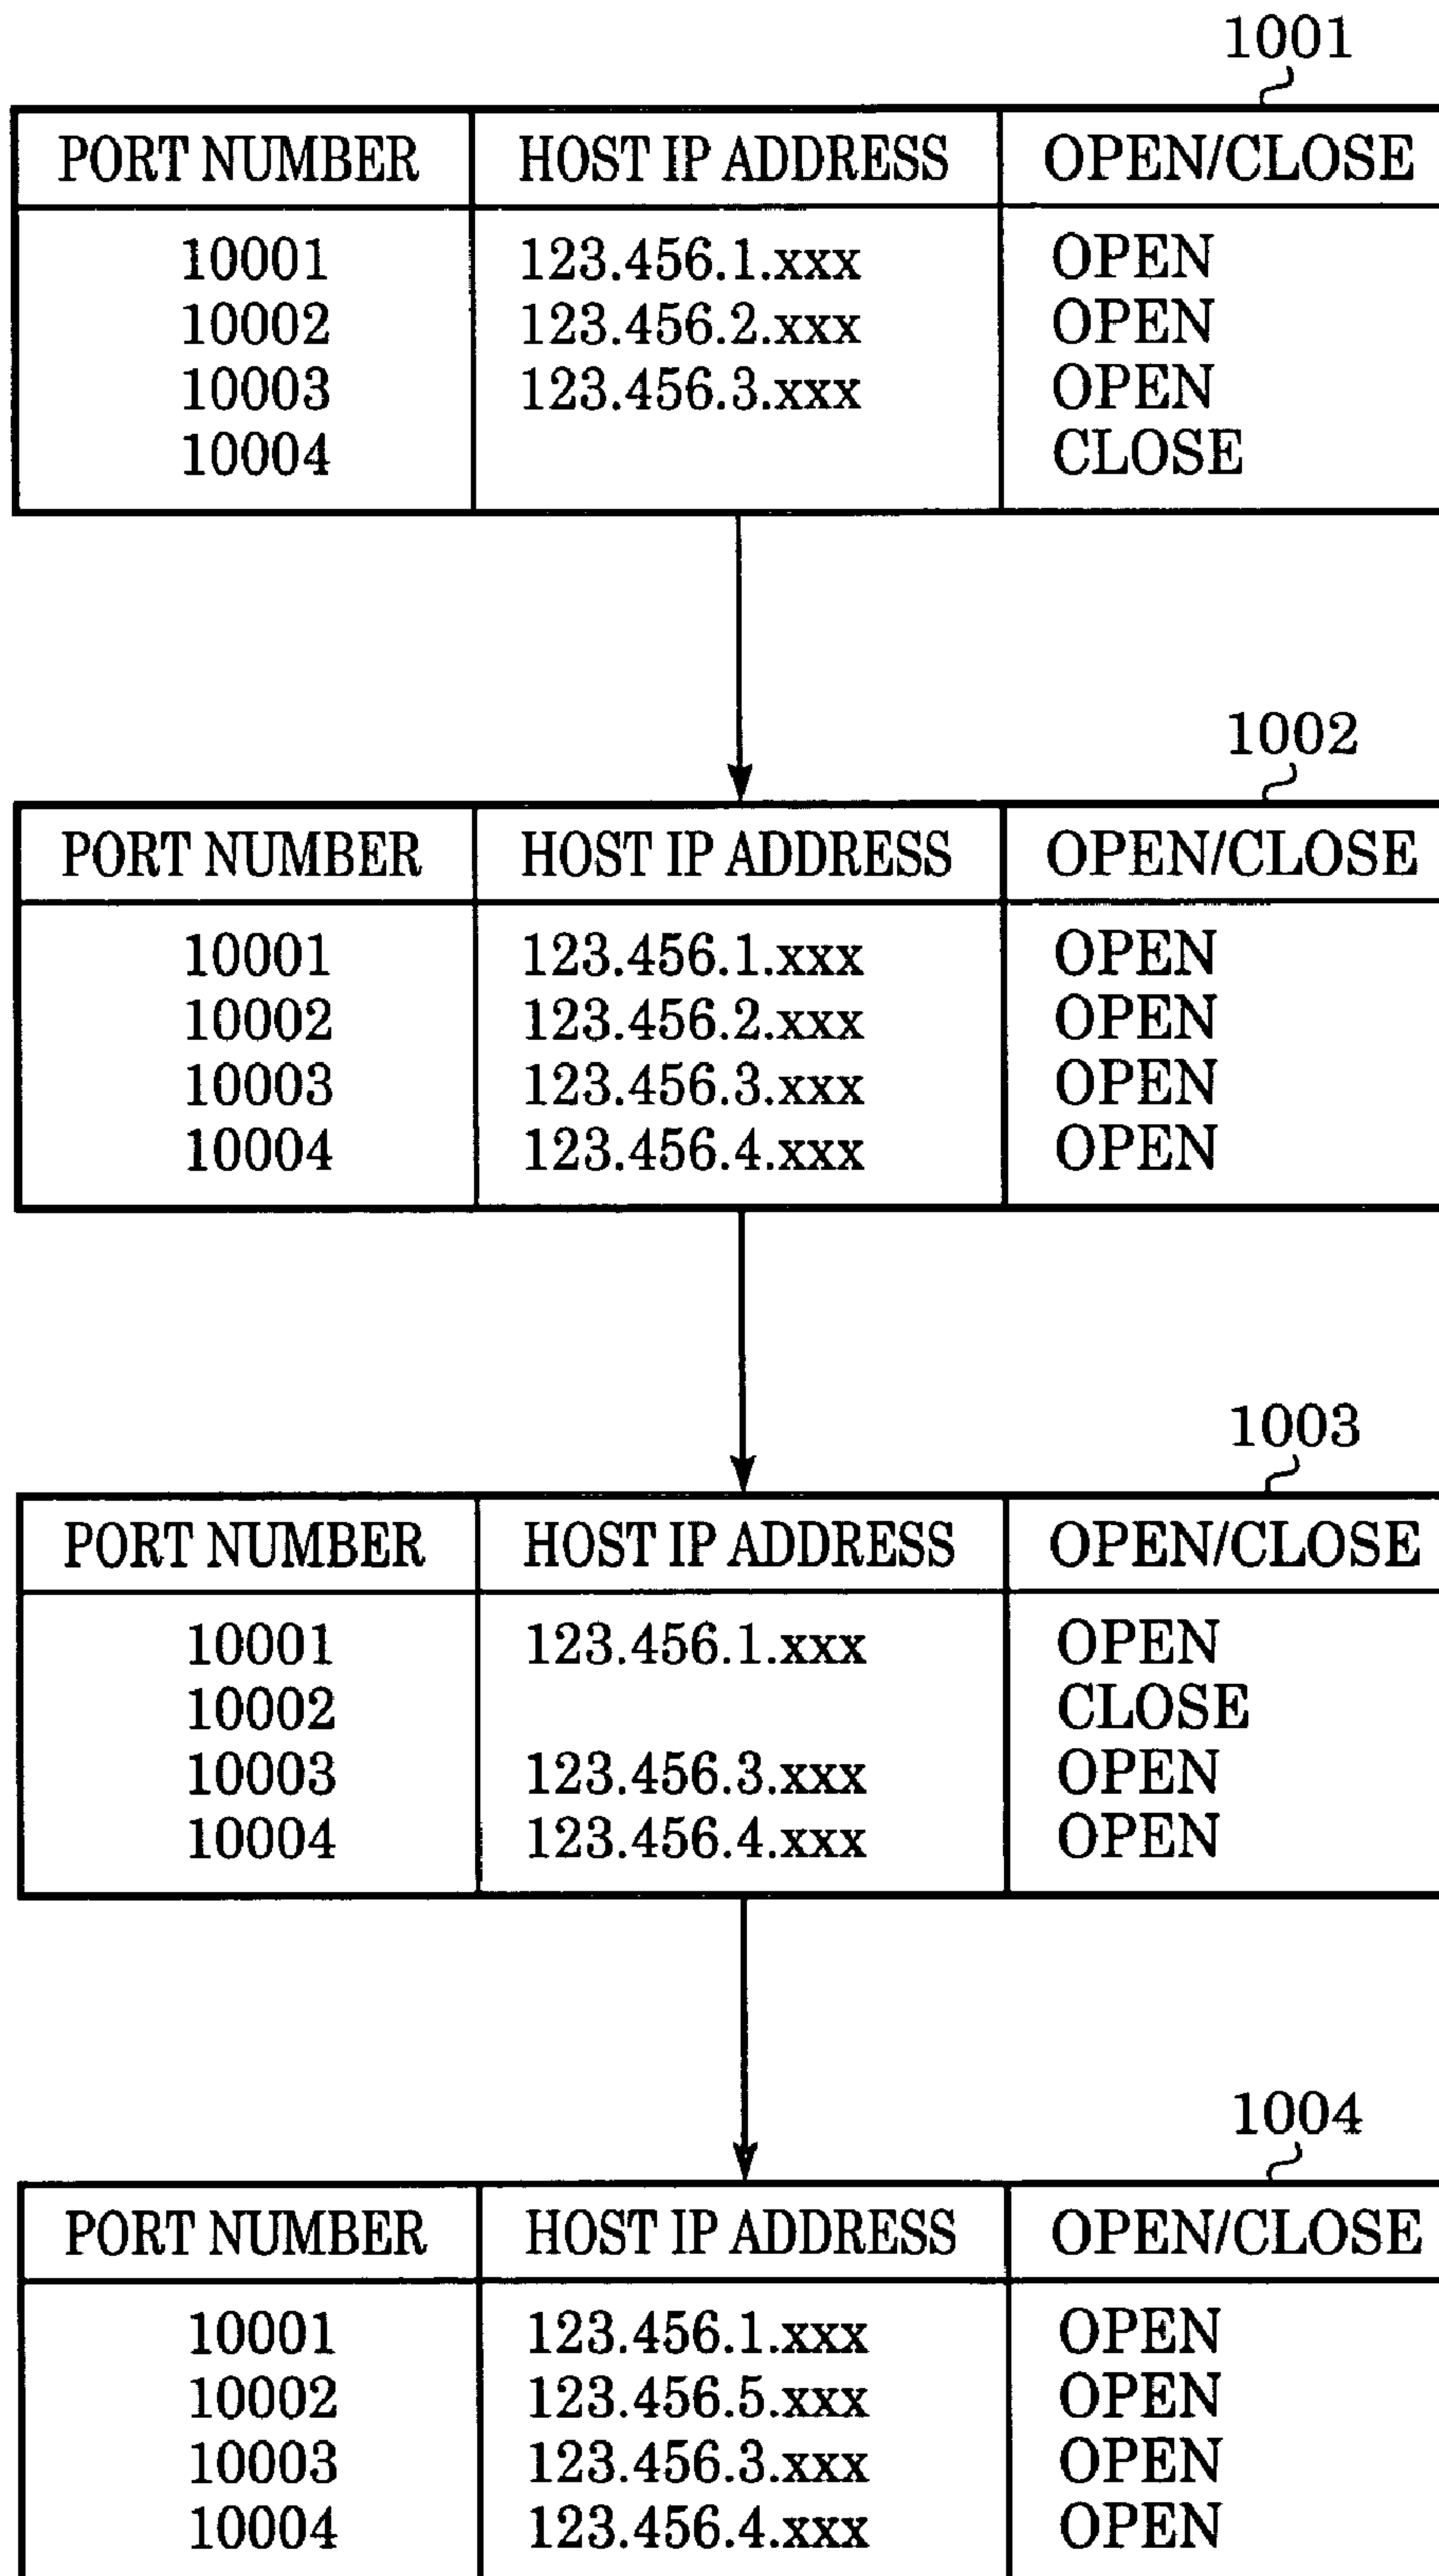 1001
PORT NUMBER HOST IP ADDRESS OPEN/CLOSE
10001 123.456.1.xxx OPEN
10002 123.456.2.xxx OPEN
10003 123.456.3.xxx OPEN
10004 CLOSE
1002
PORT NUMBER HOST IP ADDRESS OPEN/CLOSE
10001 123.456.1.xxx OPEN
10002 123.456.2.xxx OPEN
10003 123.456.3.xxx OPEN
10004 123.456.4.xxx OPEN
1003
PORT NUMBER HOST IP ADDRESS OPEN/CLOSE
10001 123.456.1.xxx OPEN
10002 CLOSE
10003 123.456.3.xxx OPEN
10004 123.456.4.xxx OPEN
1004
PORT NUMBER HOST IP ADDRESS OPEN/CLOSE
10001 123.456.1.xxx OPEN
10002 123.456.5.xxx OPEN
10003 123.456.3.xxx OPEN
10004 123.456.4.xxx OPEN